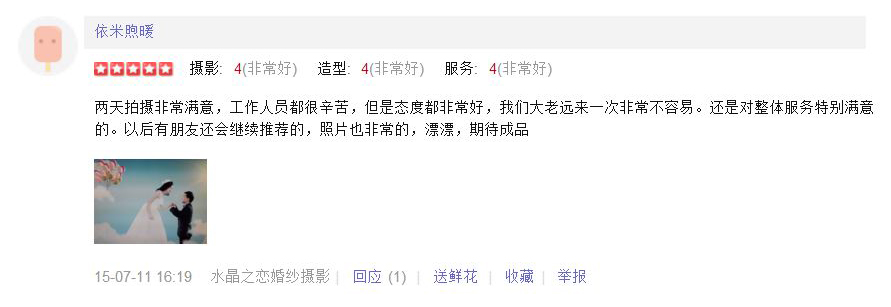 依米煦暖
摄影: 4(非常好) 造型: 4(非常好) 服务: 4(非常好)
两天拍摄非常满意，工作人员都很辛苦，但是态度都非常好，我们大老远来一次非常不容易。还是对整体服务特别满意
的。以后有朋友还会继续推荐的，照片也非常的，漂漂，期待成品
15-07-11 16:19 水晶之恋婚纱摄影 | 回应 (1) | 送鲜花 | 收藏 | 举报